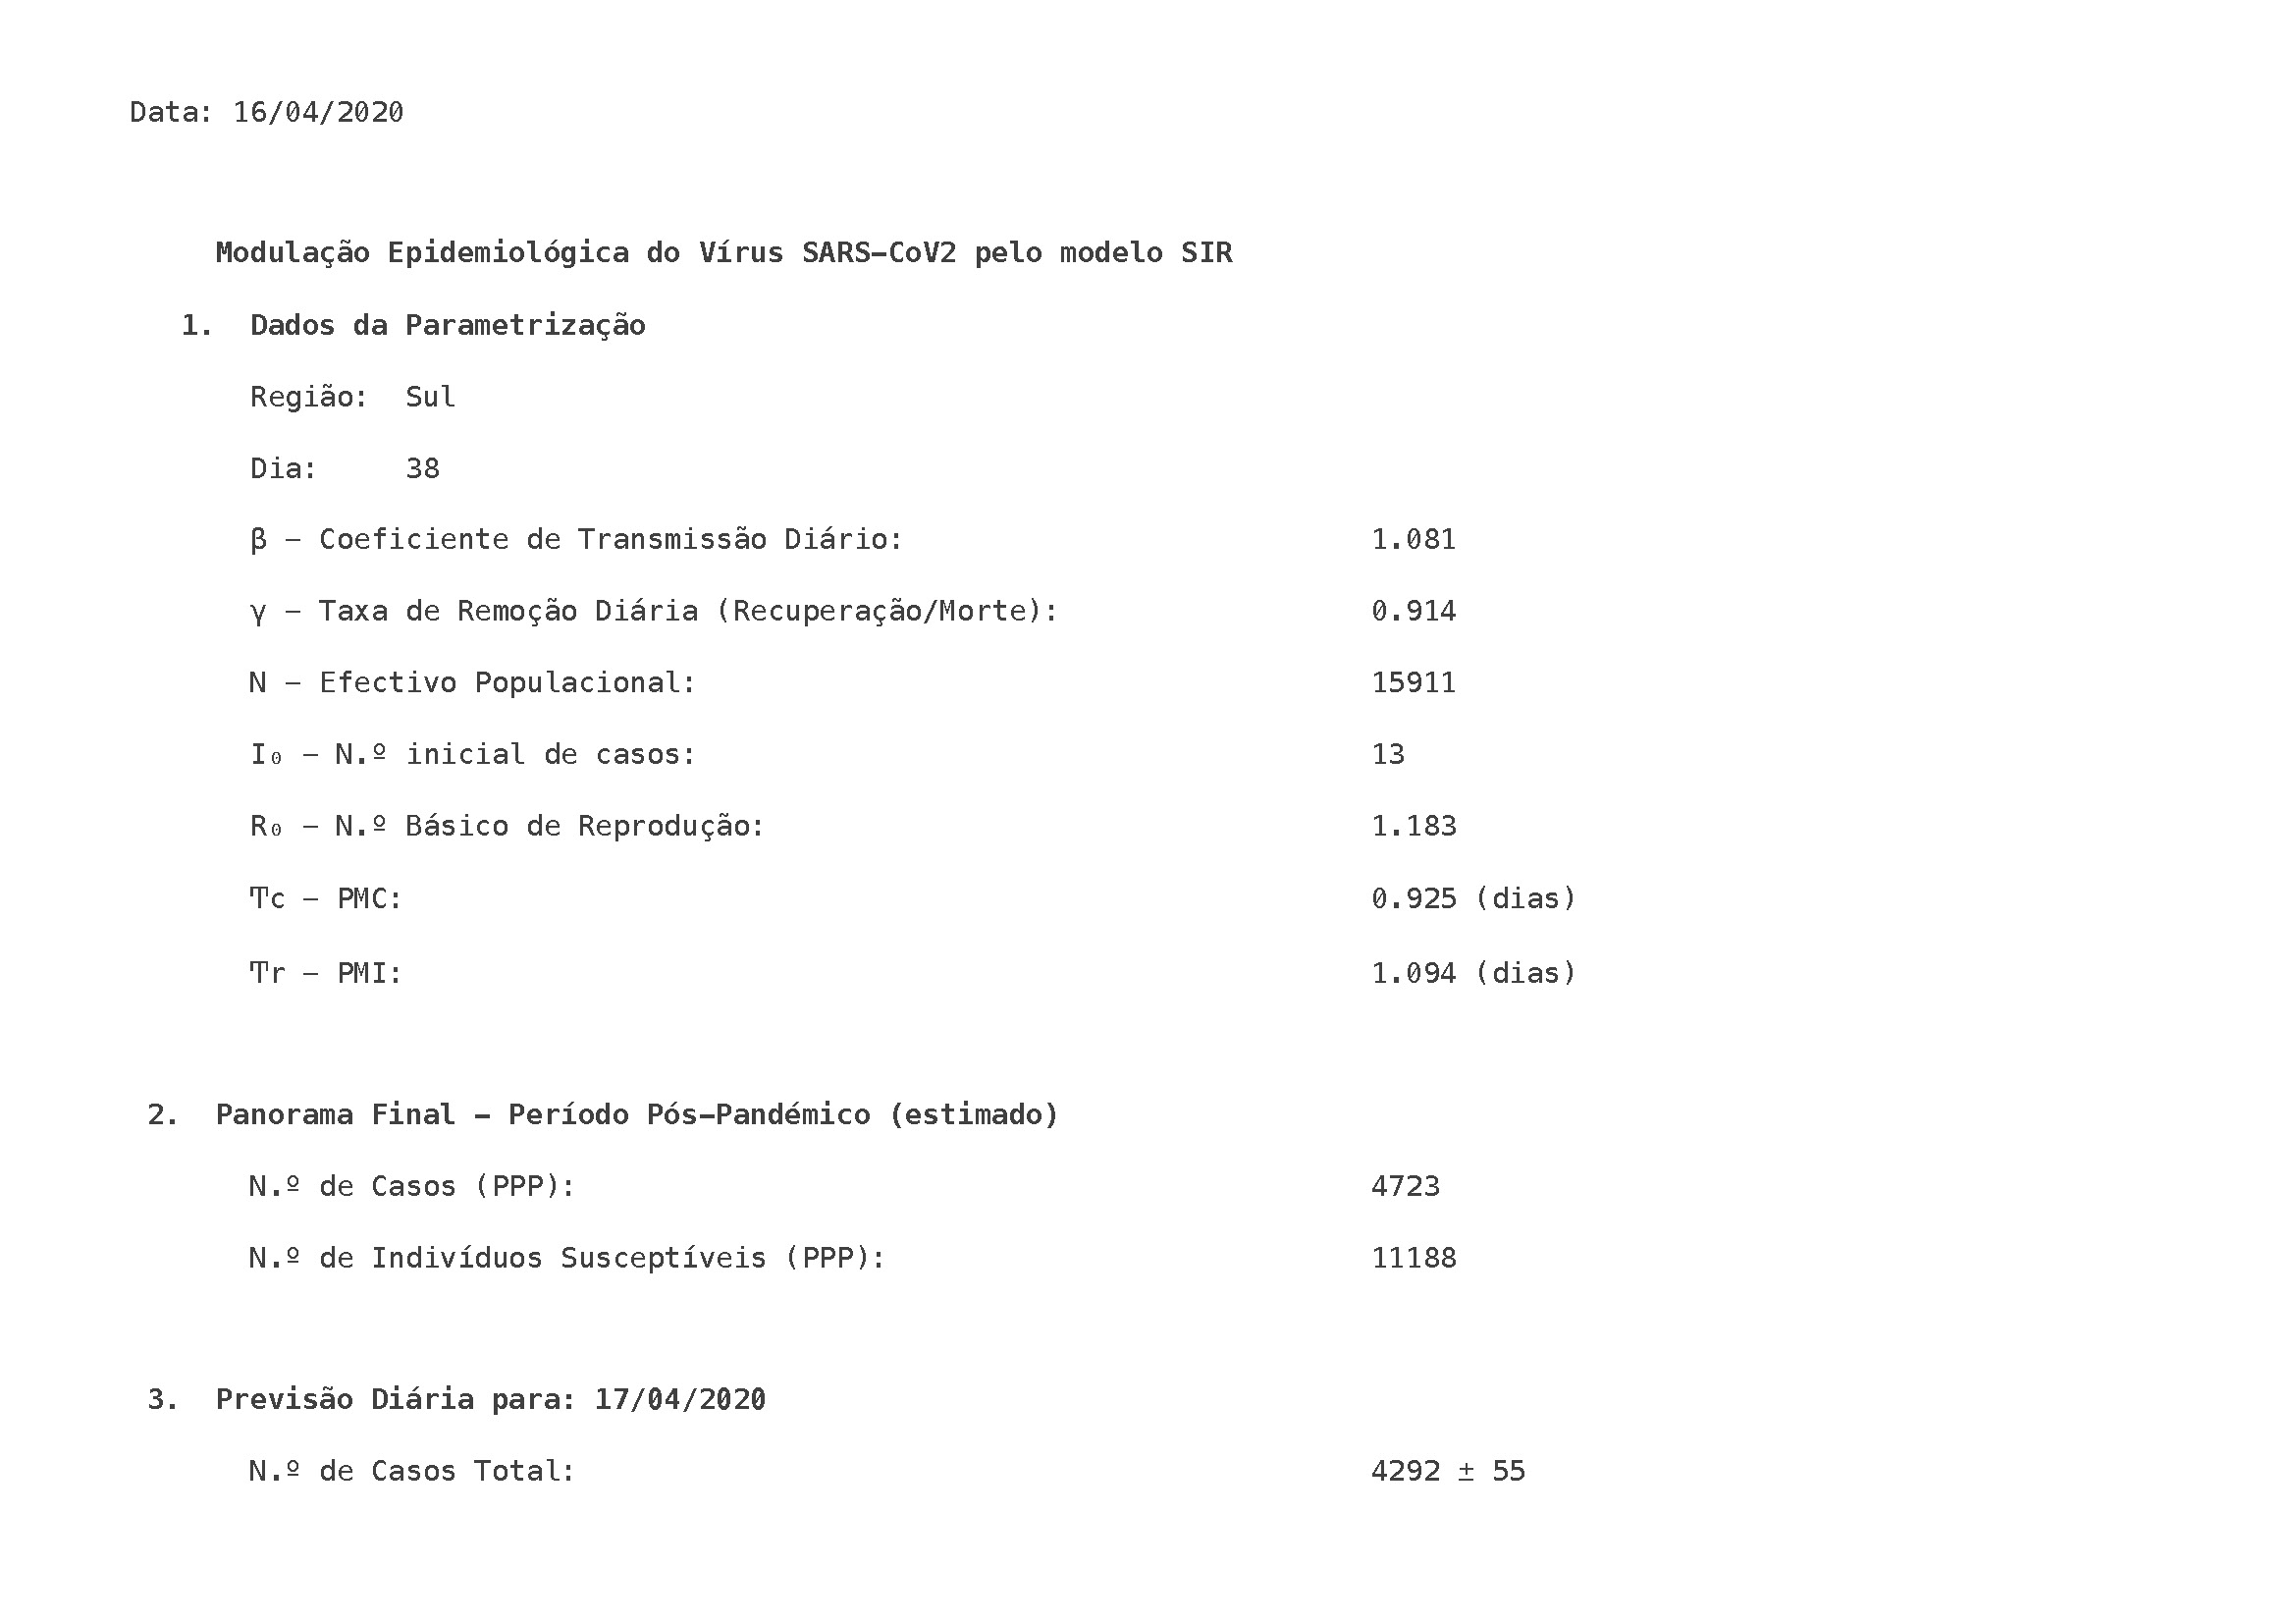 Data: 16/04/2020
Modulação Epidemiológica do Vírus SARS-CoV2 pelo modelo SIR
1. Dados da Parametrização
Região: Sul
Dia: 38
β – Coeficiente de Transmissão Diário: 1.081
γ – Taxa de Remoção Diária (Recuperação/Morte): 0.914
N – Efectivo Populacional: 15911
I₀ – N.º inicial de casos: 13
R₀ – N.º Básico de Reprodução: 1.183
Ͳc – PMC: 0.925 (dias)
Ͳr – PMI: 1.094 (dias)
2. Panorama Final – Período Pós-Pandémico (estimado)
N.º de Casos (PPP): 4723
N.º de Indivíduos Susceptíveis (PPP): 11188
3. Previsão Diária para: 17/04/2020
N.º de Casos Total: 4292 ± 55